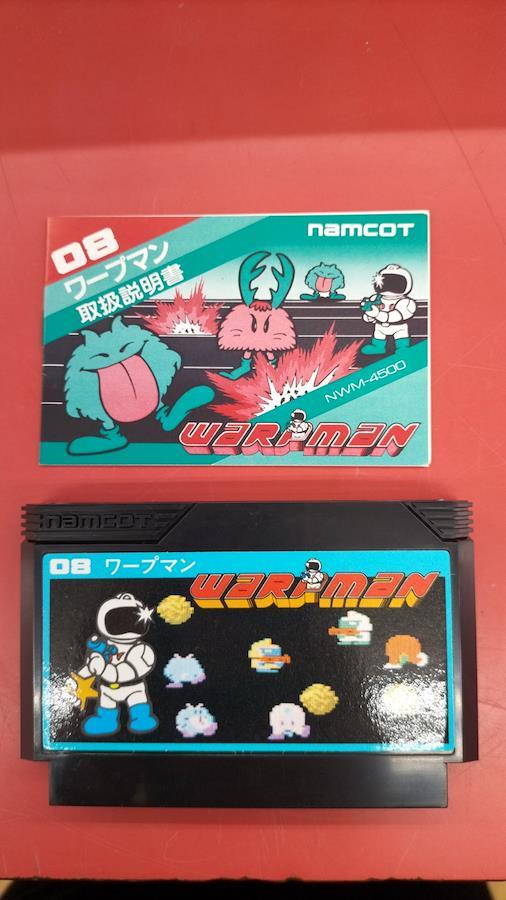 08
ワープマン
取扱説明書
namcot
NWM-4500
WARPMAN
namcot
08 ワープマン
WARPMAN